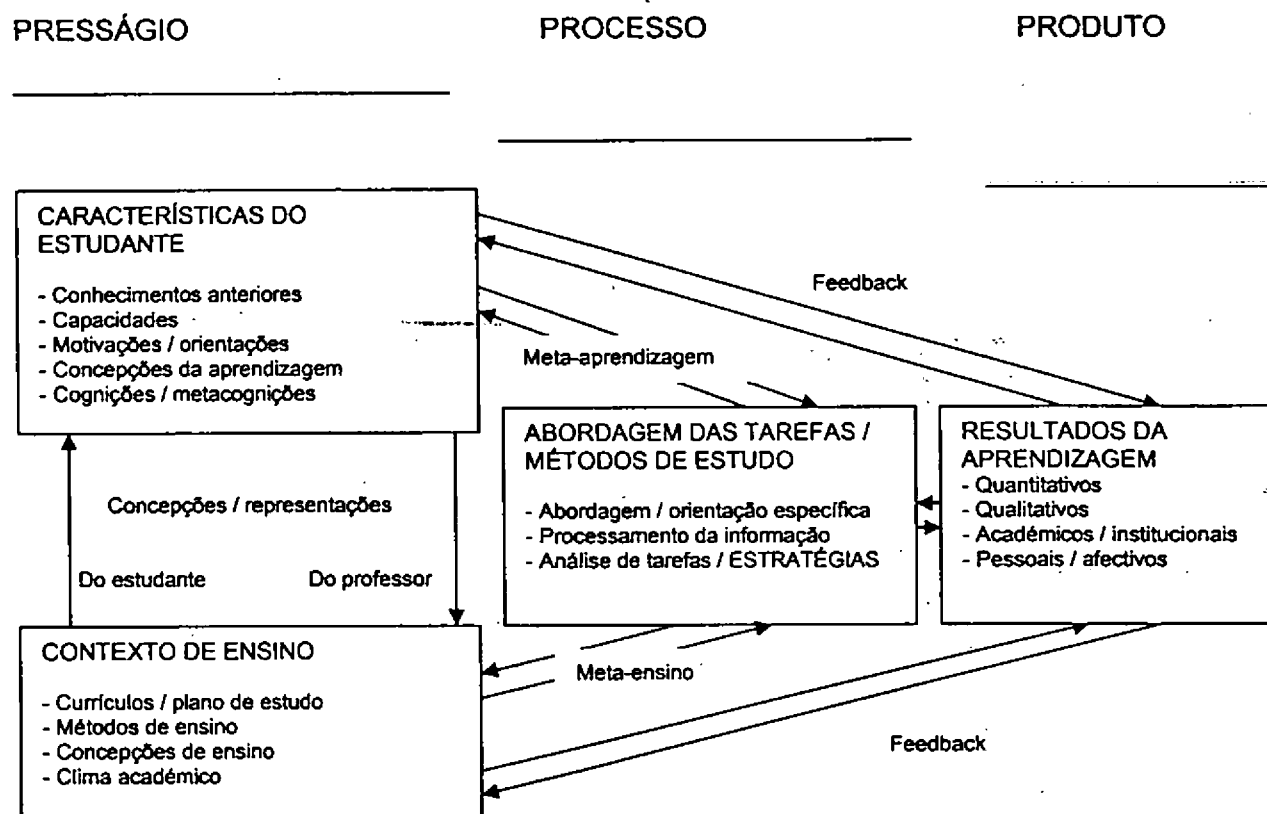 PRESSÁGIO
PROCESSO
PRODUTO
CARACTERÍSTICAS DO
ESTUDANTE
- Conhecimentos anteriores
- Capacidades
- Motivações / orientações
- Concepções da aprendizagem
- Cognições / metacognições
Feedback
Meta-aprendizagem
ABORDAGEM DAS TAREFAS /
MÉTODOS DE ESTUDO
- Abordagem / orientação específica
- Processamento da informação
- Análise de tarefas / ESTRATÉGIAS
RESULTADOS DA
APRENDIZAGEM
- Quantitativos
- Qualitativos
- Académicos / institucionais
- Pessoais / afectivos
Concepções / representações
Do estudante
Do professor
CONTEXTO DE ENSINO
- Currículos / plano de estudo
- Métodos de ensino
- Concepções de ensino
- Clima académico
Meta-ensino
Feedback